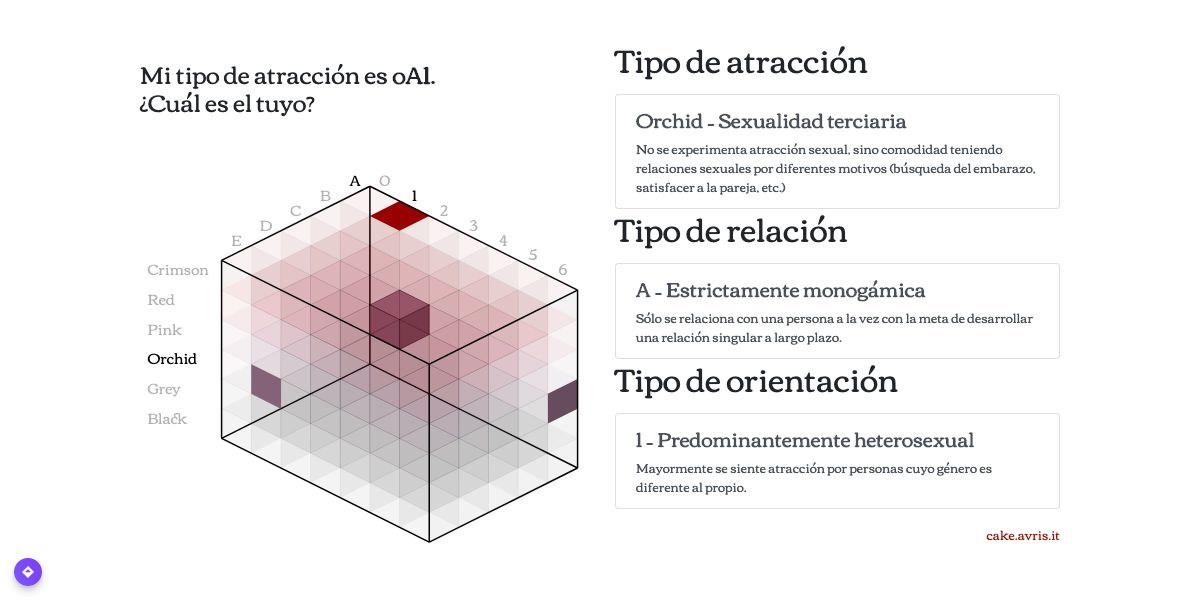 Mi tipo de atracción es oA1.
¿Cuál es el tuyo?
A
O
B
1
C
2
D
3
E
4
5
6
Crimson
Red
Pink
Orchid
Grey
Black
Tipo de atracción
Orchid - Sexualidad terciaria
No se experimenta atracción sexual, sino comodidad teniendo
relaciones sexuales por diferentes motivos (búsqueda del embarazo,
satisfacer a la pareja, etc.)
Tipo de relación
A - Estrictamente monogámica
Sólo se relaciona con una persona a la vez con la meta de desarrollar
una relación singular a largo plazo.
Tipo de orientación
1 - Predominantemente heterosexual
Mayormente se siente atracción por personas cuyo género es
diferente al propio.
cake.avris.it